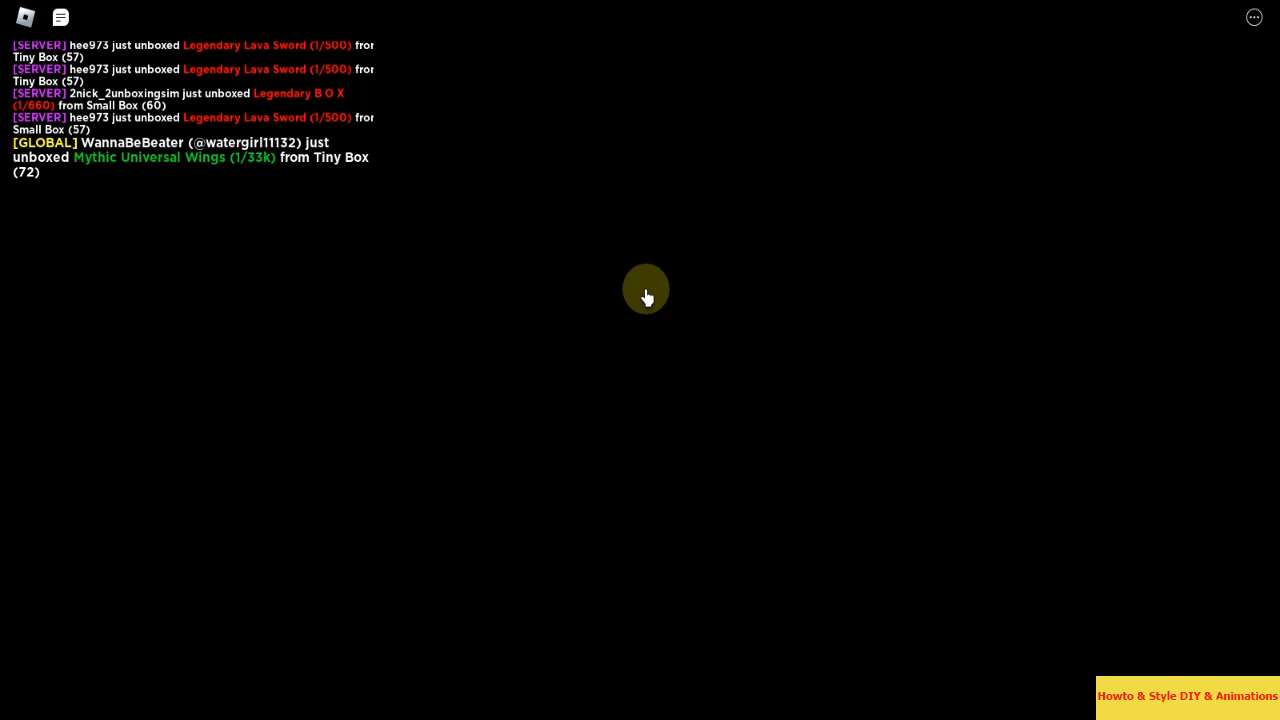 [SERVER] hee973 just unboxed Legendary Lava Sword (1/500) fror
Tiny Box (57)
[SERVER] hee973 just unboxed Legendary Lava Sword (1/500) fror
Tiny Box (57)
[SERVER] 2nick_2unboxingsim just unboxed Legendary B O X
(1/660) from Small Box (60)
[SERVER] hee973 just unboxed Legendary Lava Sword (1/500) fror
Small Box (57)
[GLOBAL] WannaBeBeater (@watergirl11132) just
unboxed Mythic Universal Wings (1/33k) from Tiny Box
(72)
Howto & Style DIY & Animations